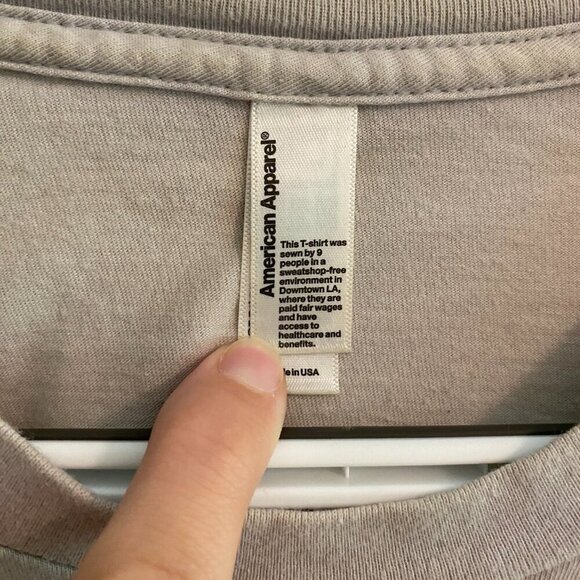 American Apparel®
This T-shirt was
sewn by 9
people in a
sweatshop-free
environment in
Downtown LA,
where they are
paid fair wages
and have
access to
healthcare and
benefits.
in USA